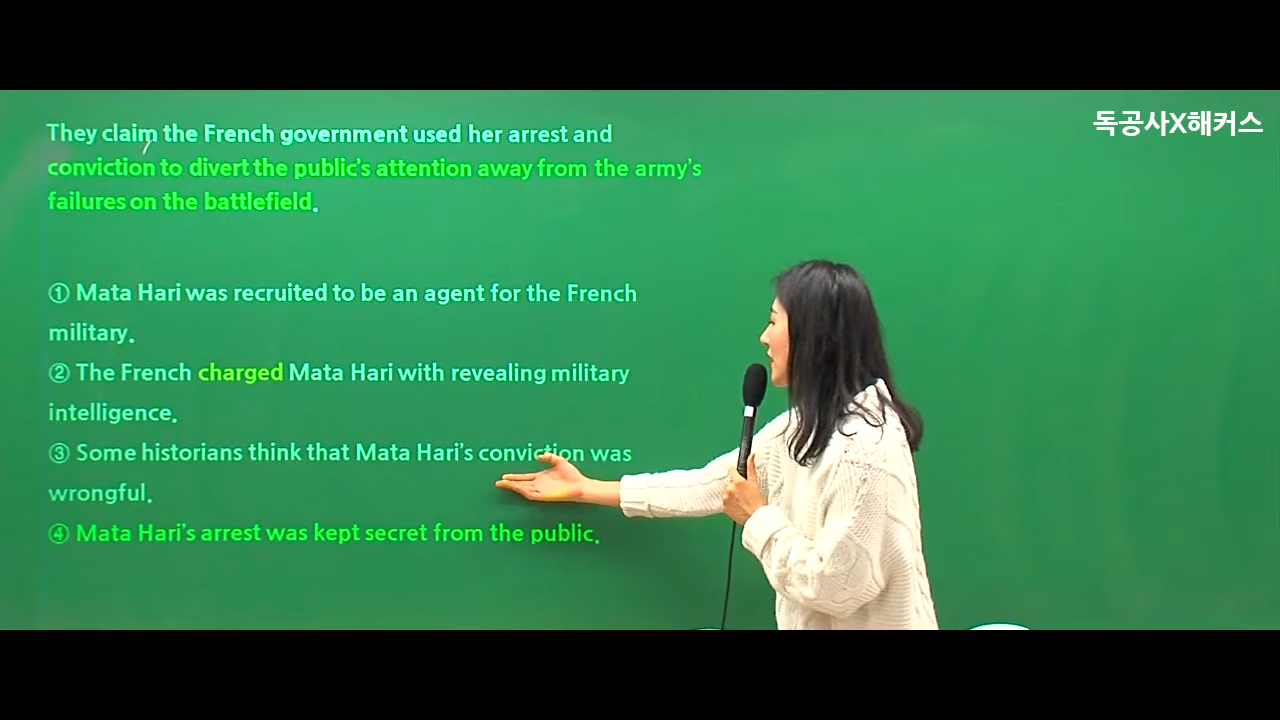 독공사X해커스
They claim the French government used her arrest and
conviction to divert the public's attention away from the army's
failures on the battlefield.
① Mata Hari was recruited to be an agent for the French
military.
② The French charged Mata Hari with revealing military
intelligence.
③ Some historians think that Mata Hari's conviction was
wrongful.
④ Mata Hari's arrest was kept secret from the public.